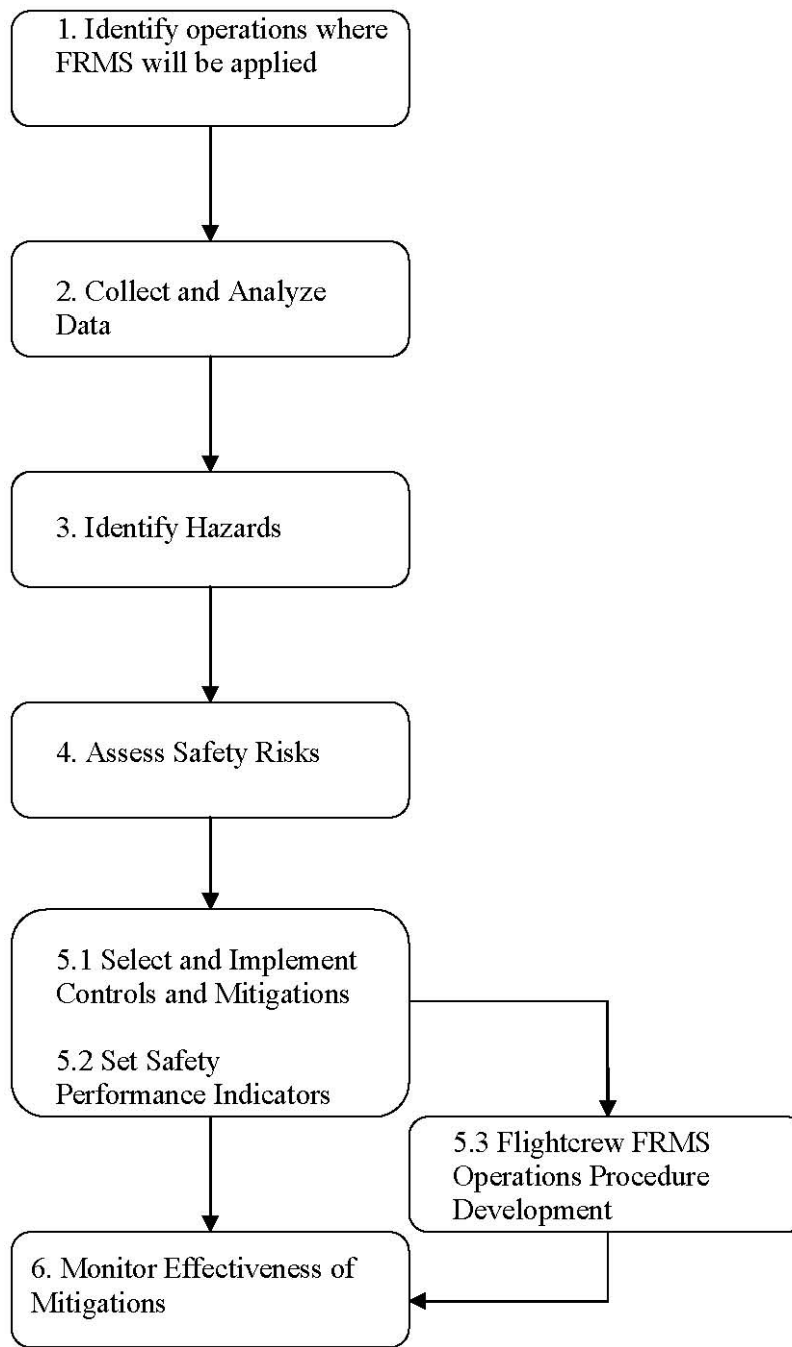 1. Identify operations where
FRMS will be applied
2. Collect and Analyze
Data
3. Identify Hazards
4. Assess Safety Risks
5.1 Select and Implement
Controls and Mitigations
5.2 Set Safety
Performance Indicators
5.3 Flightcrew FRMS
Operations Procedure
Development
6. Monitor Effectiveness of
Mitigations